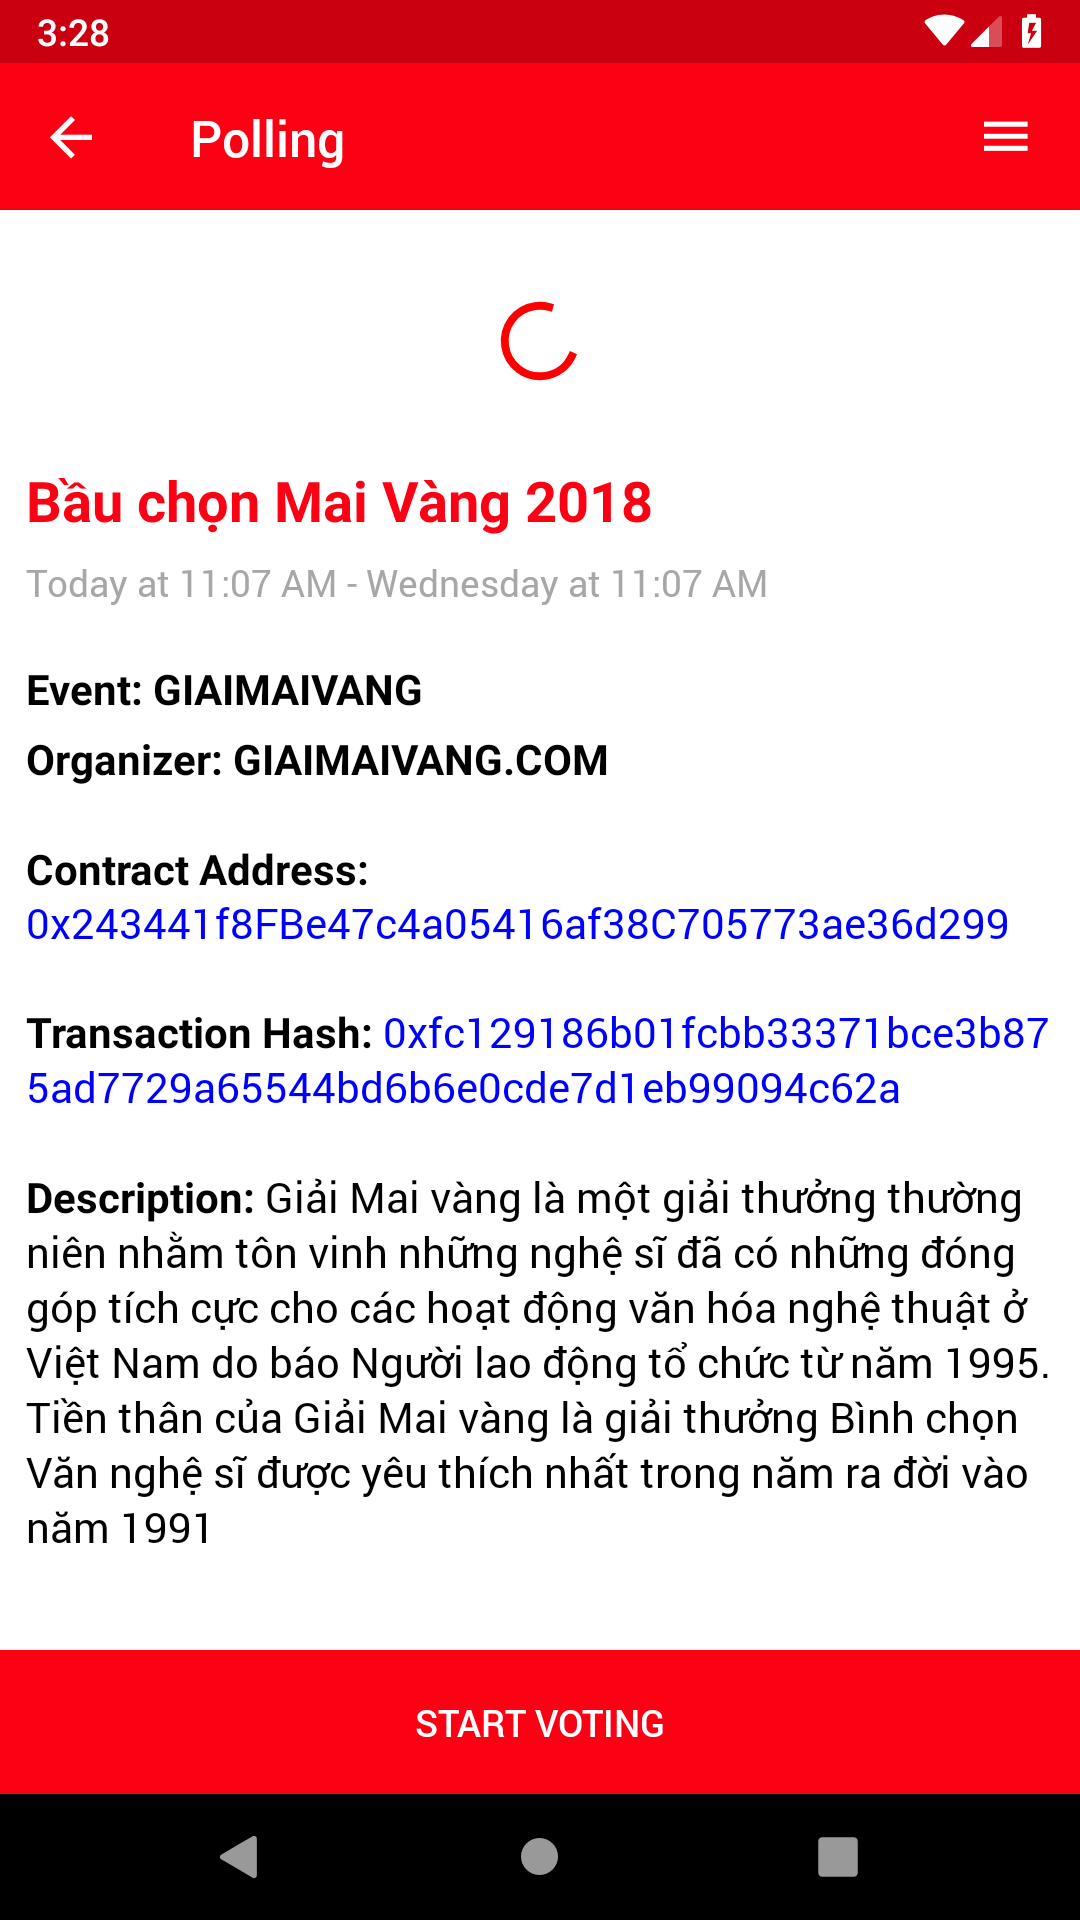 3:28
Polling
Bầu chọn Mai Vàng 2018
Today at 11:07 AM - Wednesday at 11:07 AM
Event: GIAIMAIVANG
Organizer: GIAIMAIVANG.COM
Contract Address:
0x243441f8FBe47c4a05416af38C705773ae36d299
Transaction Hash: 0xfc129186b01fcbb33371bce3b87
5ad7729a65544bd6b6e0cde7d1eb99094c62a
Description: Giải Mai vàng là một giải thưởng thường
niên nhằm tôn vinh những nghệ sĩ đã có những đóng
góp tích cực cho các hoạt động văn hóa nghệ thuật ở
Việt Nam do báo Người lao động tổ chức từ năm 1995.
Tiền thân của Giải Mai vàng là giải thưởng Bình chọn
Văn nghệ sĩ được yêu thích nhất trong năm ra đời vào
năm 1991
START VOTING